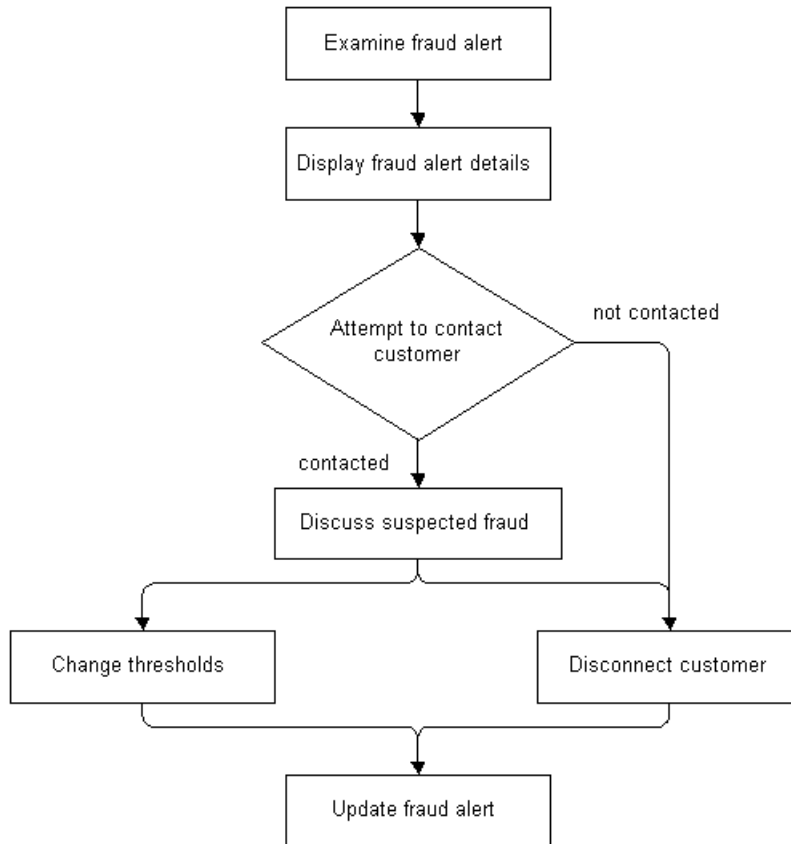 Examine fraud alert
Display fraud alert details
not contacted
Attempt to contact
customer
contacted
Discuss suspected fraud
Change thresholds
Disconnect customer
Update fraud alert